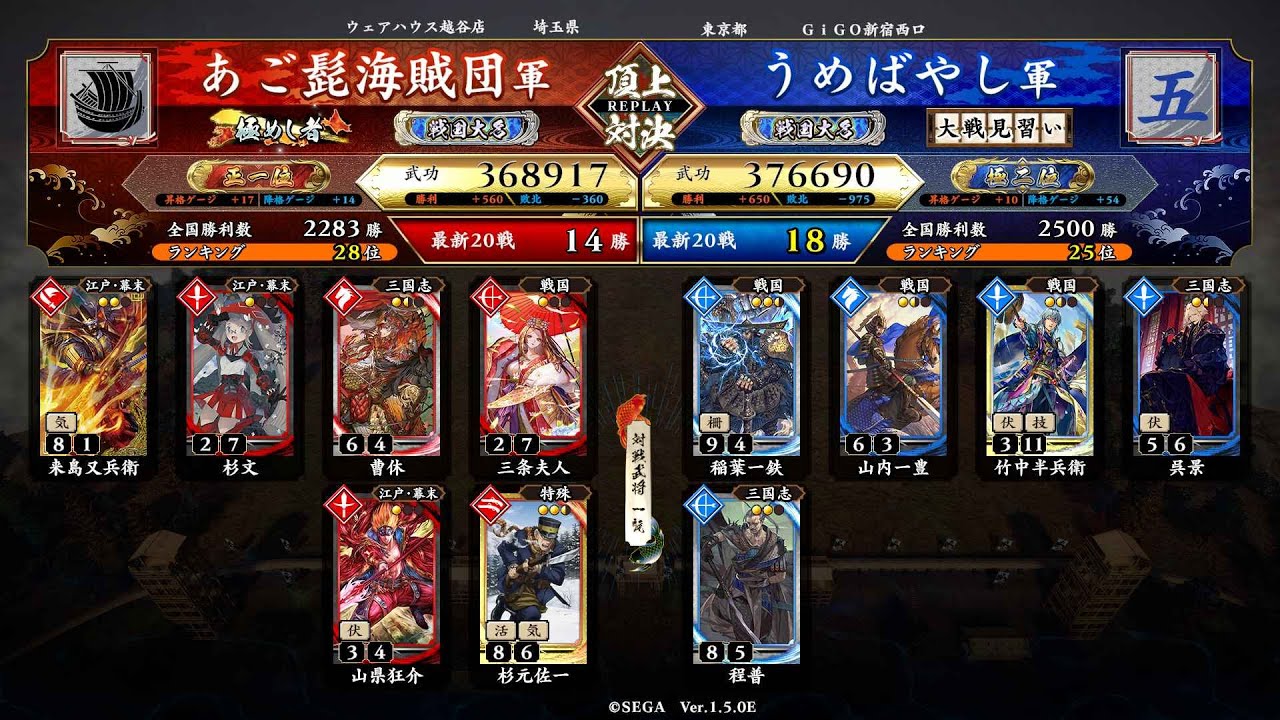 ウェアハウス越谷店 埼玉県
東京都 GiGO新宿西口
あご髭海賊団軍
頂上
REPLAY
対決
うめばやし軍
五
極めし者
戦国大名
戦国大名
大戦見習い
正一位
武功 368917
武功 376690
極二位
昇格ゲージ +17 降格ゲージ +14
勝利 +560 敗北 -360
勝利 +650 敗北 -975
昇格ゲージ +10 降格ゲージ +54
全国勝利数 2283勝
ランキング 28位
最新20戦 14勝
最新20戦 18勝
全国勝利数 2500勝
ランキング 25位
江戸・幕末
気
8 1
来島又兵衛
江戸・幕末
2 7
杉文
三国志
6 4
曹休
戦国
2 7
三条夫人
対戦武将一覧
戦国
柵
9 4
稲葉一鉄
戦国
6 3
山内一豊
戦国
伏 技
3 11
竹中半兵衛
三国志
伏
5 6
呉景
江戸・幕末
伏
3 4
山県狂介
特殊
活 気
8 6
杉元佐一
三国志
8 5
程普
©SEGA Ver.1.5.0E